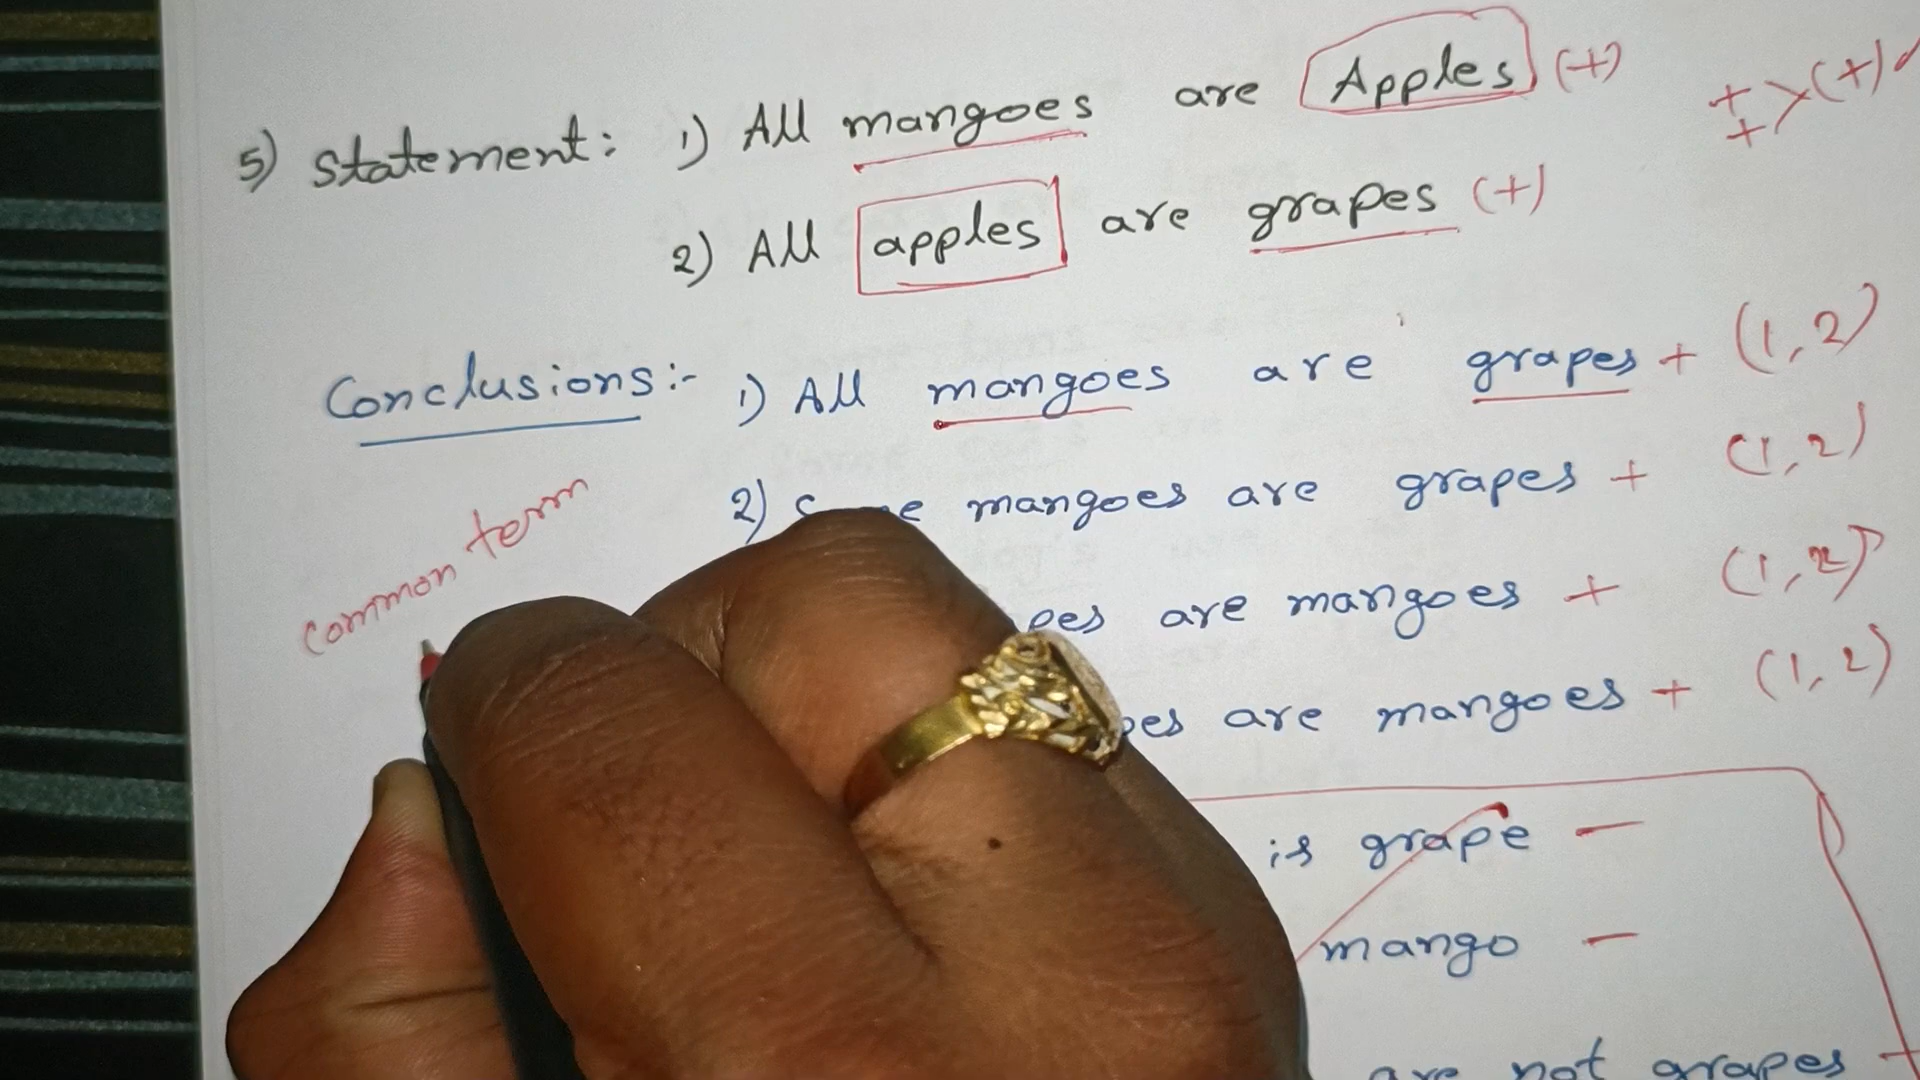 5) Statement: 1) All mangoes are Apples (+)
+ + > (+)
2) All apples are grapes (+)
Conclusions:- 1) All mangoes are grapes + (1, 2)
2) mangoes are grapes + (1, 2)
common term
are mangoes + (1, 2)
are mangoes + (1, 2)
is grape –
mango –
are not grapes +